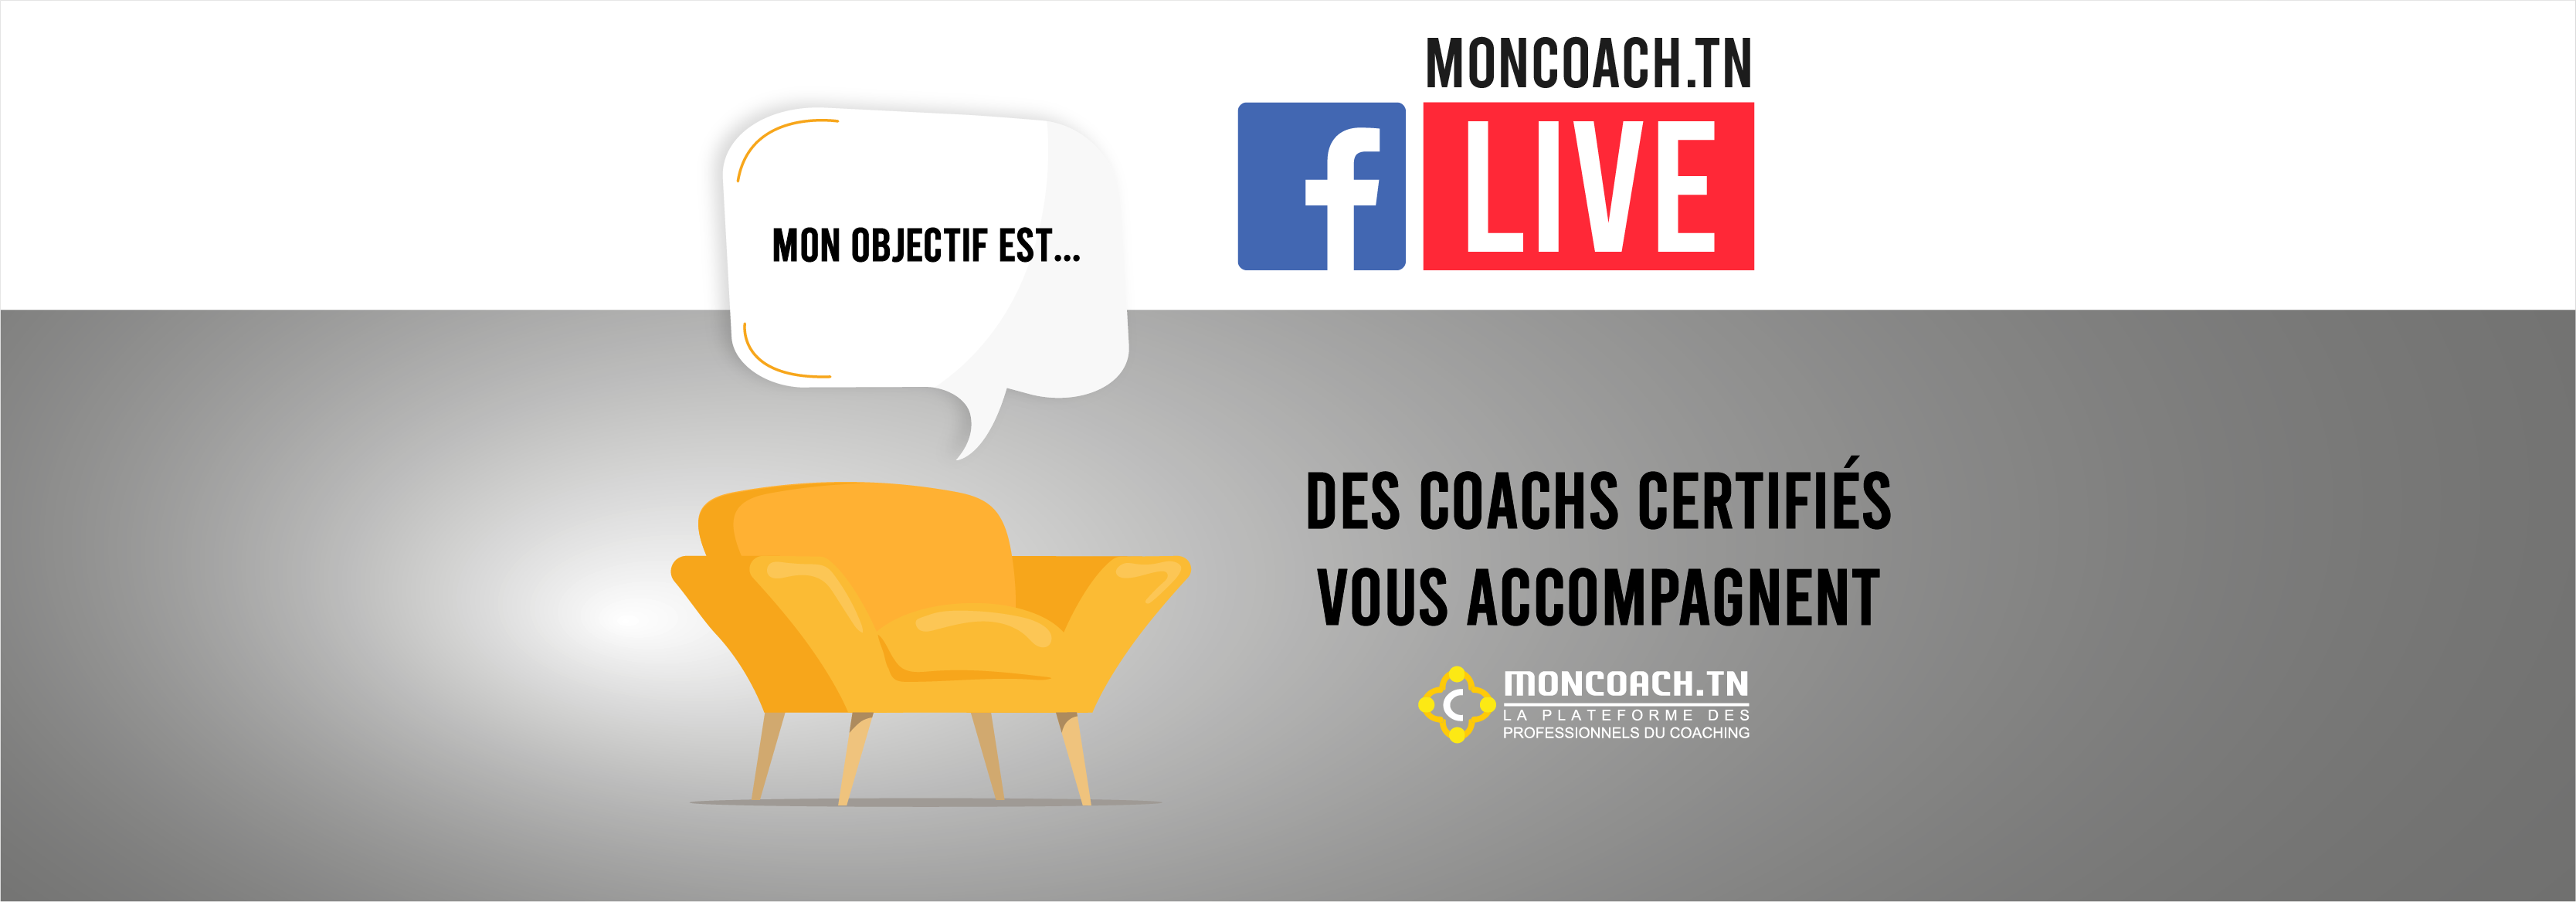 MONCOACH.TN
f LIVE
MON OBJECTIF EST...
DES COACHS CERTIFIÉS
VOUS ACCOMPAGNENT
C MONCOACH.TN
LA PLATEFORME DES
PROFESSIONNELS DU COACHING